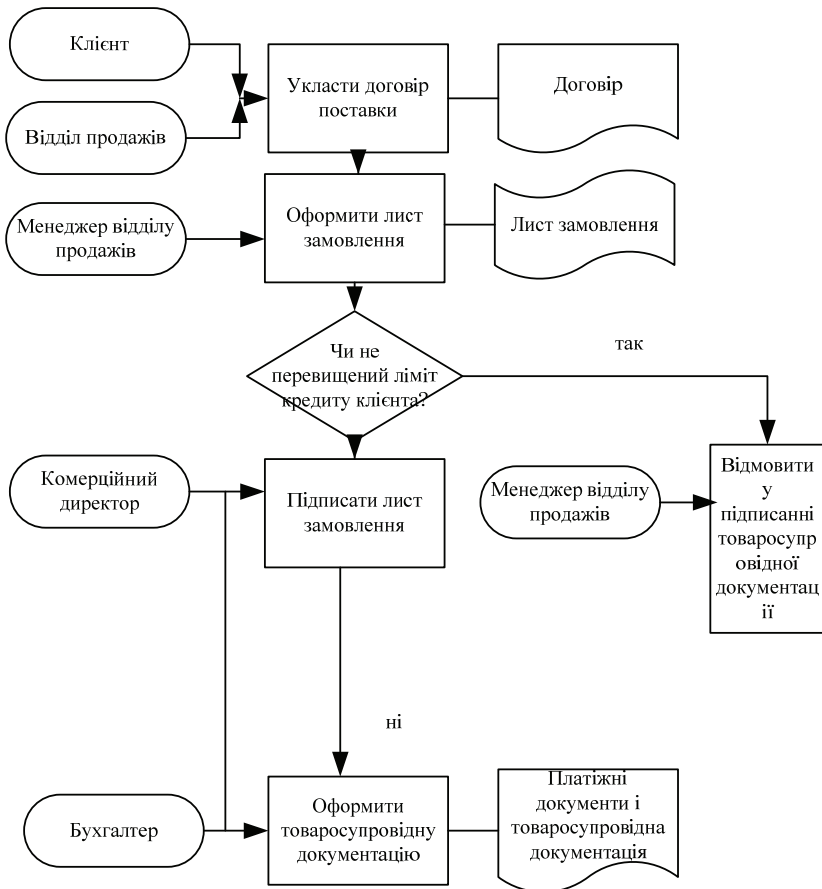 Клієнт
Укласти договір
поставки
Договір
Відділ продажів
Менеджер відділу
продажів
Оформити лист
замовлення
Лист замовлення
Чи не
перевищений ліміт
кредиту клієнта?
так
Комерційний
директор
Підписати лист
замовлення
Менеджер відділу
продажів
Відмовити
у
підписанні
товаросупр
овідної
документац
ії
ні
Бухгалтер
Оформити
товаросупровідну
документацію
Платіжні
документи і
товаросупровідна
документація